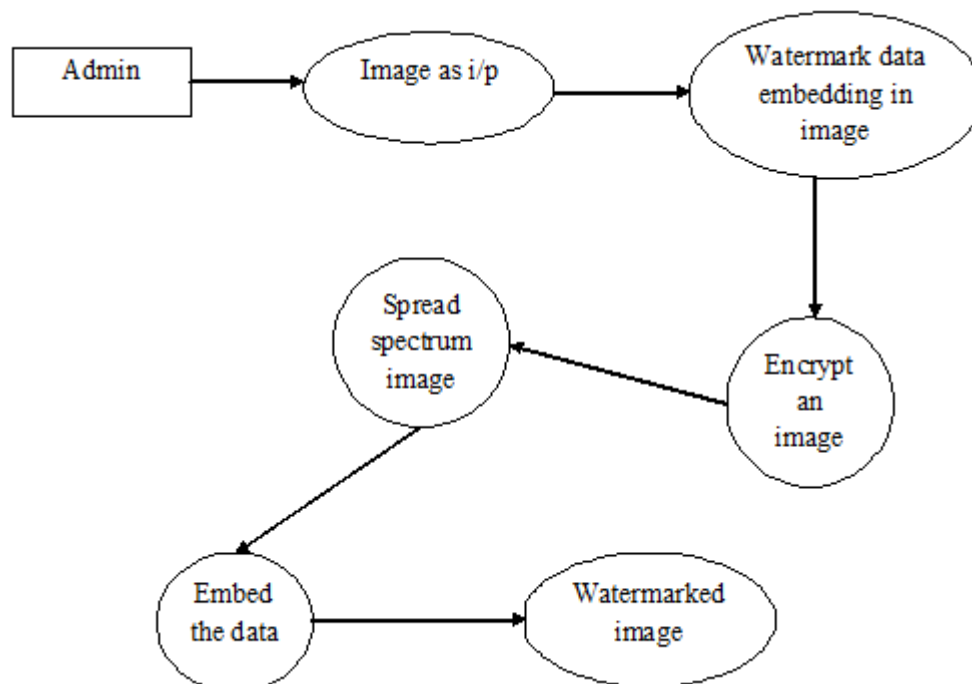 Admin
Image as i/p
Watermark data
embedding in
image
Encrypt
an
image
Spread
spectrum
image
Embed
the data
Watermarked
image